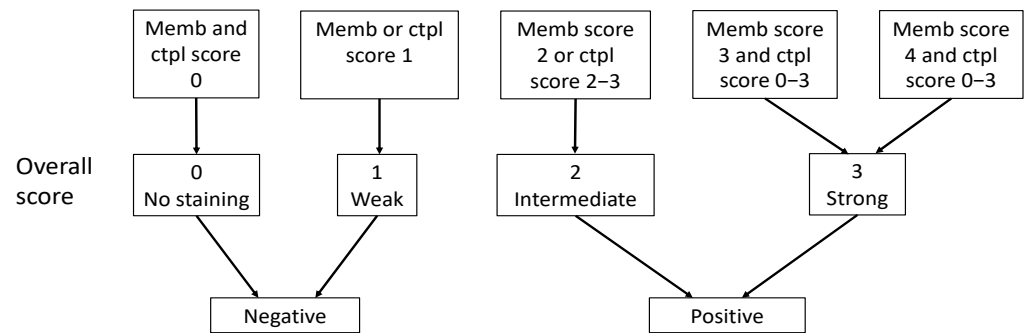 Memb and
ctpl score
0
Memb or ctpl
score 1
Memb score
2 or ctpl
score 2–3
Memb score
3 and ctpl
score 0–3
Memb score
4 and ctpl
score 0–3
Overall
score
0
No staining
1
Weak
2
Intermediate
3
Strong
Negative
Positive